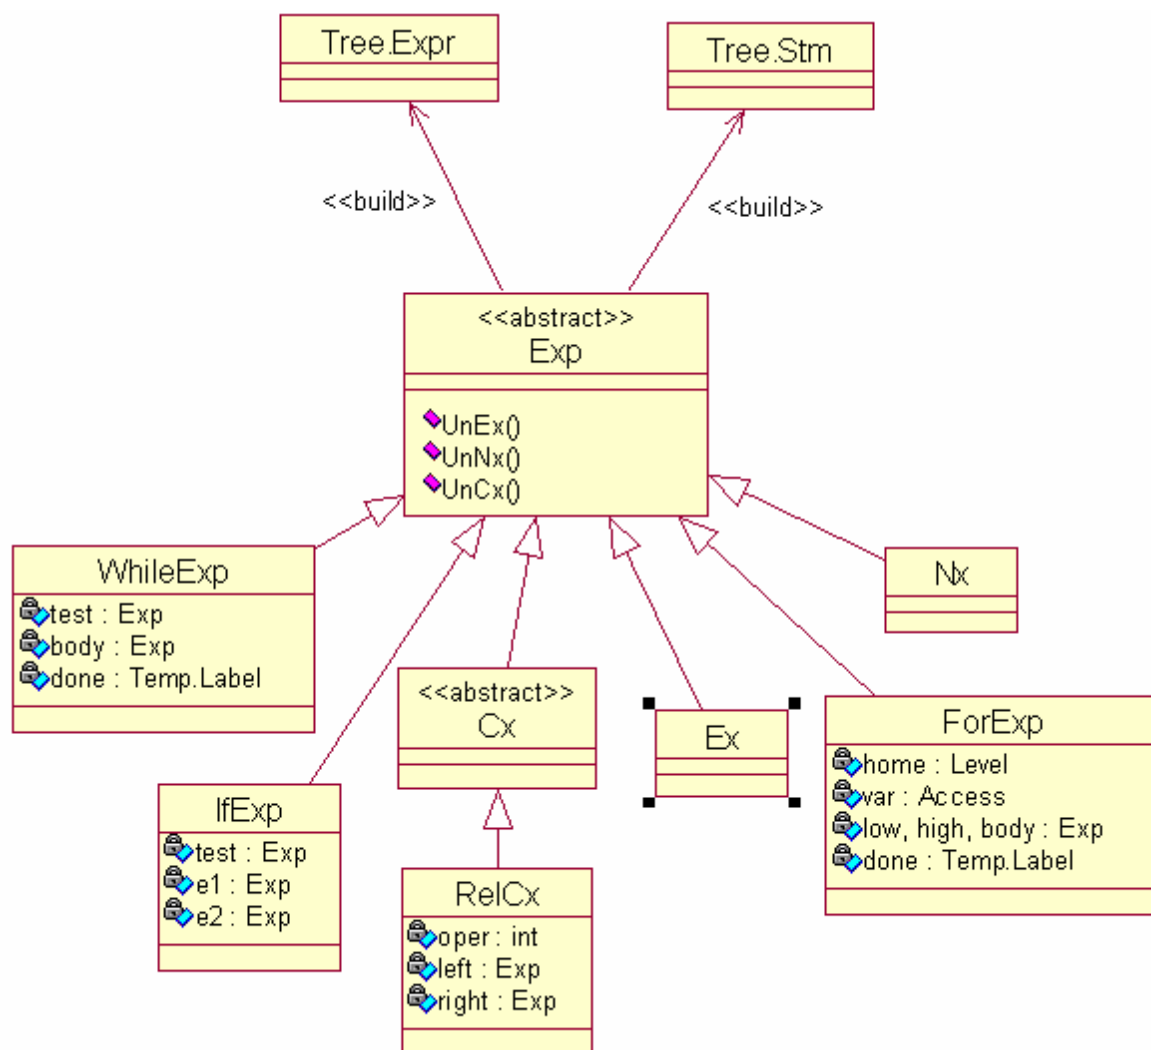 Tree.Expr
Tree.Stm
<<build>>
<<build>>
<<abstract>>
Exp
UnEx()
UnNx()
UnCx()
WhileExp
test : Exp
body : Exp
done : Temp.Label
IfExp
test : Exp
e1 : Exp
e2 : Exp
<<abstract>>
Cx
RelCx
oper : int
left : Exp
right : Exp
Ex
Nx
ForExp
home : Level
var : Access
low, high, body : Exp
done : Temp.Label